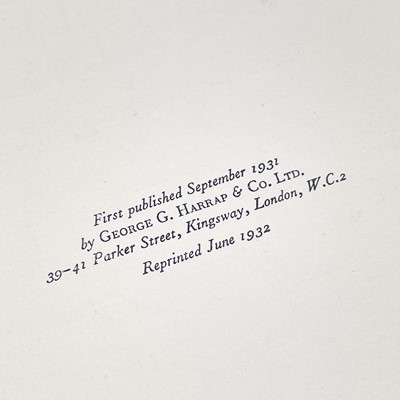 First published September 1931
by GEORGE G. HARRAP & CO. LTD.
39-41 Parker Street, Kingsway, London, W.C.2
Reprinted June 1932